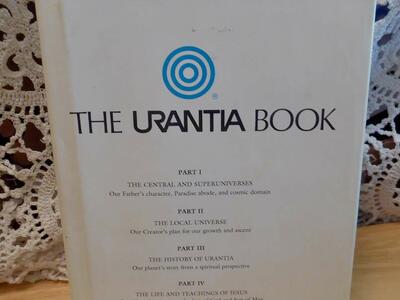 ®
THE URANTIA BOOK
PART I
THE CENTRAL AND SUPERUNIVERSES
Our Father's character, Paradise abode, and cosmic domain
PART II
THE LOCAL UNIVERSE
Our Creator's plan for our growth and ascent
PART III
THE HISTORY OF URANTIA
Our planet's story from a spiritual perspective
PART IV
THE LIFE AND TEACHINGS OF JESUS